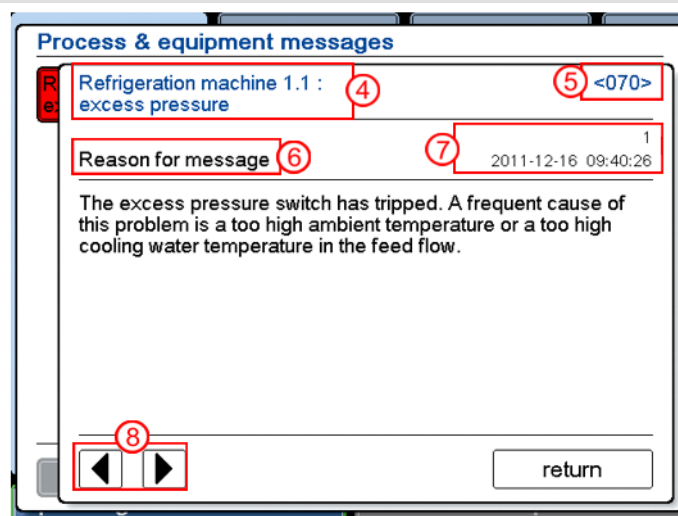 Process & equipment messages
Refrigeration machine 1.1 :
excess pressure
4
5
<070>
Reason for message
6
7
1
2011-12-16 09:40:26
The excess pressure switch has tripped. A frequent cause of
this problem is a too high ambient temperature or a too high
cooling water temperature in the feed flow.
8
return